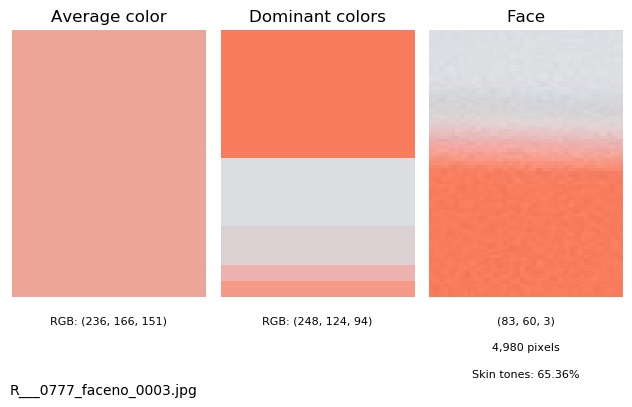 Average color
Dominant colors
Face
RGB: (236, 166, 151)
RGB: (248, 124, 94)
(83, 60, 3)
4,980 pixels
Skin tones: 65.36%
R___0777_faceno_0003.jpg